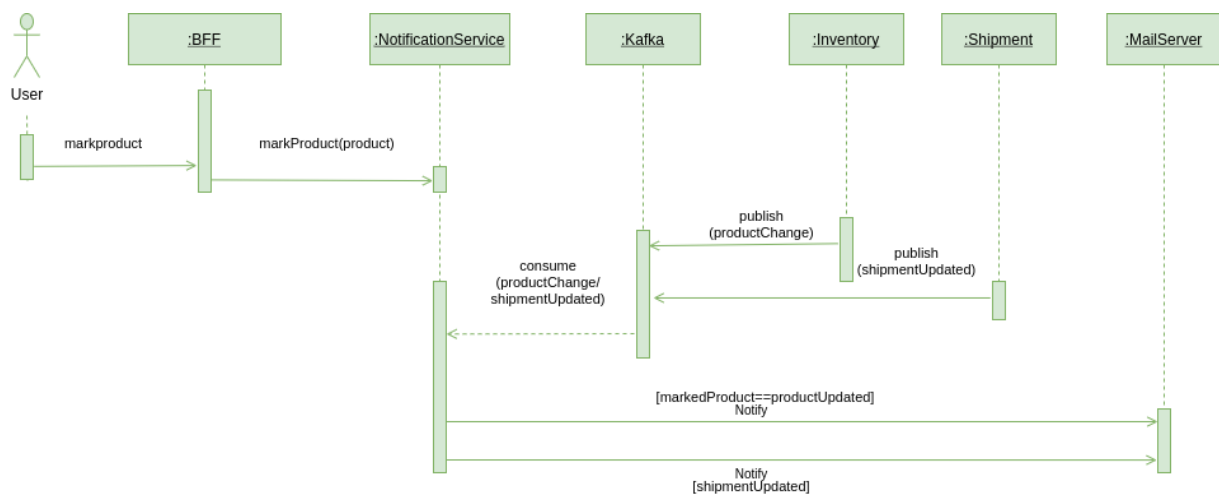 :BFF
:NotificationService
:Kafka
:Inventory
:Shipment
:MailServer
User
markproduct
markProduct(product)
publish
(productChange)
publish
(shipmentUpdated)
consume
(productChange/
shipmentUpdated)
[markedProduct==productUpdated]
Notify
Notify
[shipmentUpdated]